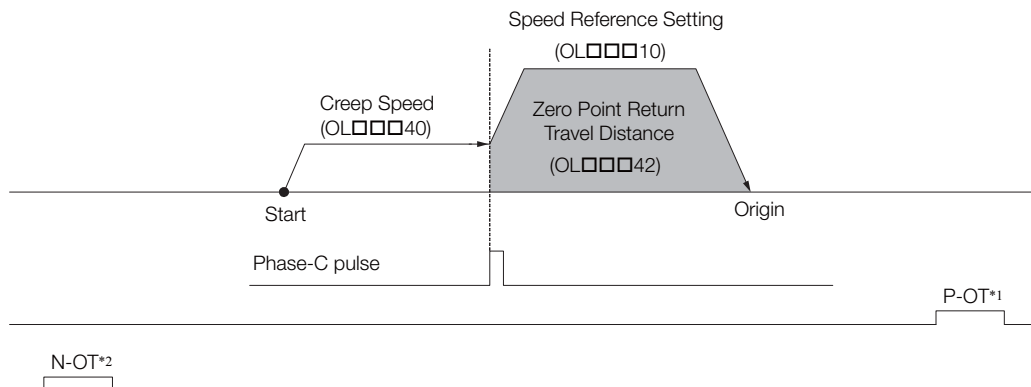 Speed Reference Setting
(OL□□□10)
Creep Speed
(OL□□□40)
Zero Point Return
Travel Distance
(OL□□□42)
Start
Origin
Phase-C pulse
P-OT*1
N-OT*2